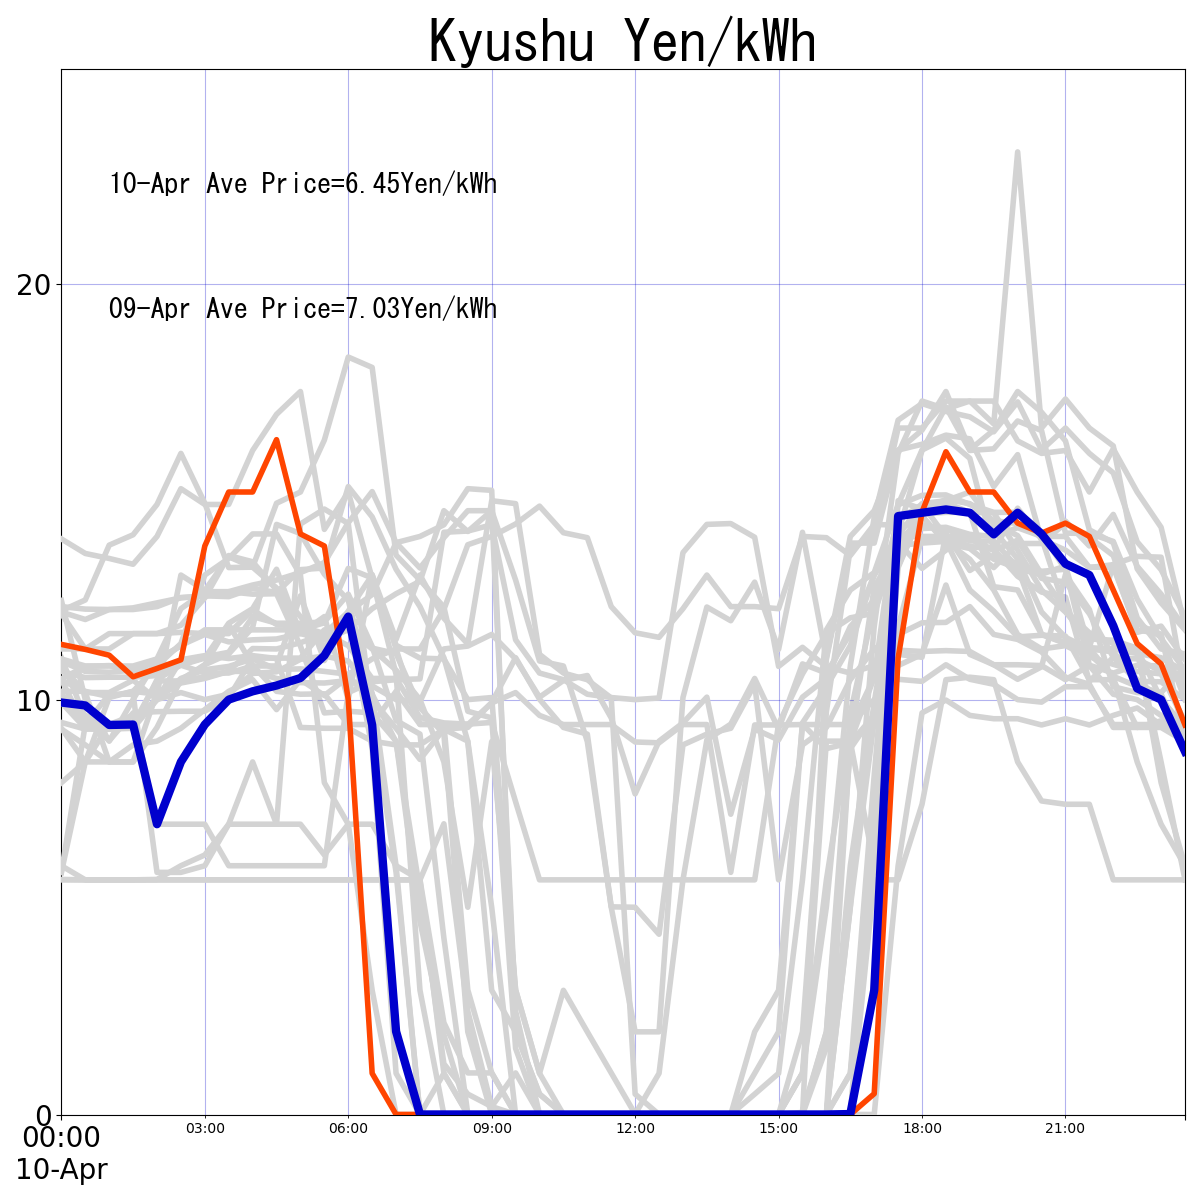 Kyushu Yen/kWh
10-Apr Ave Price=6.45Yen/kWh
20
09-Apr Ave Price=7.03Yen/kWh
10
0
00:00 03:00 06:00 09:00 12:00 15:00 18:00 21:00
10-Apr